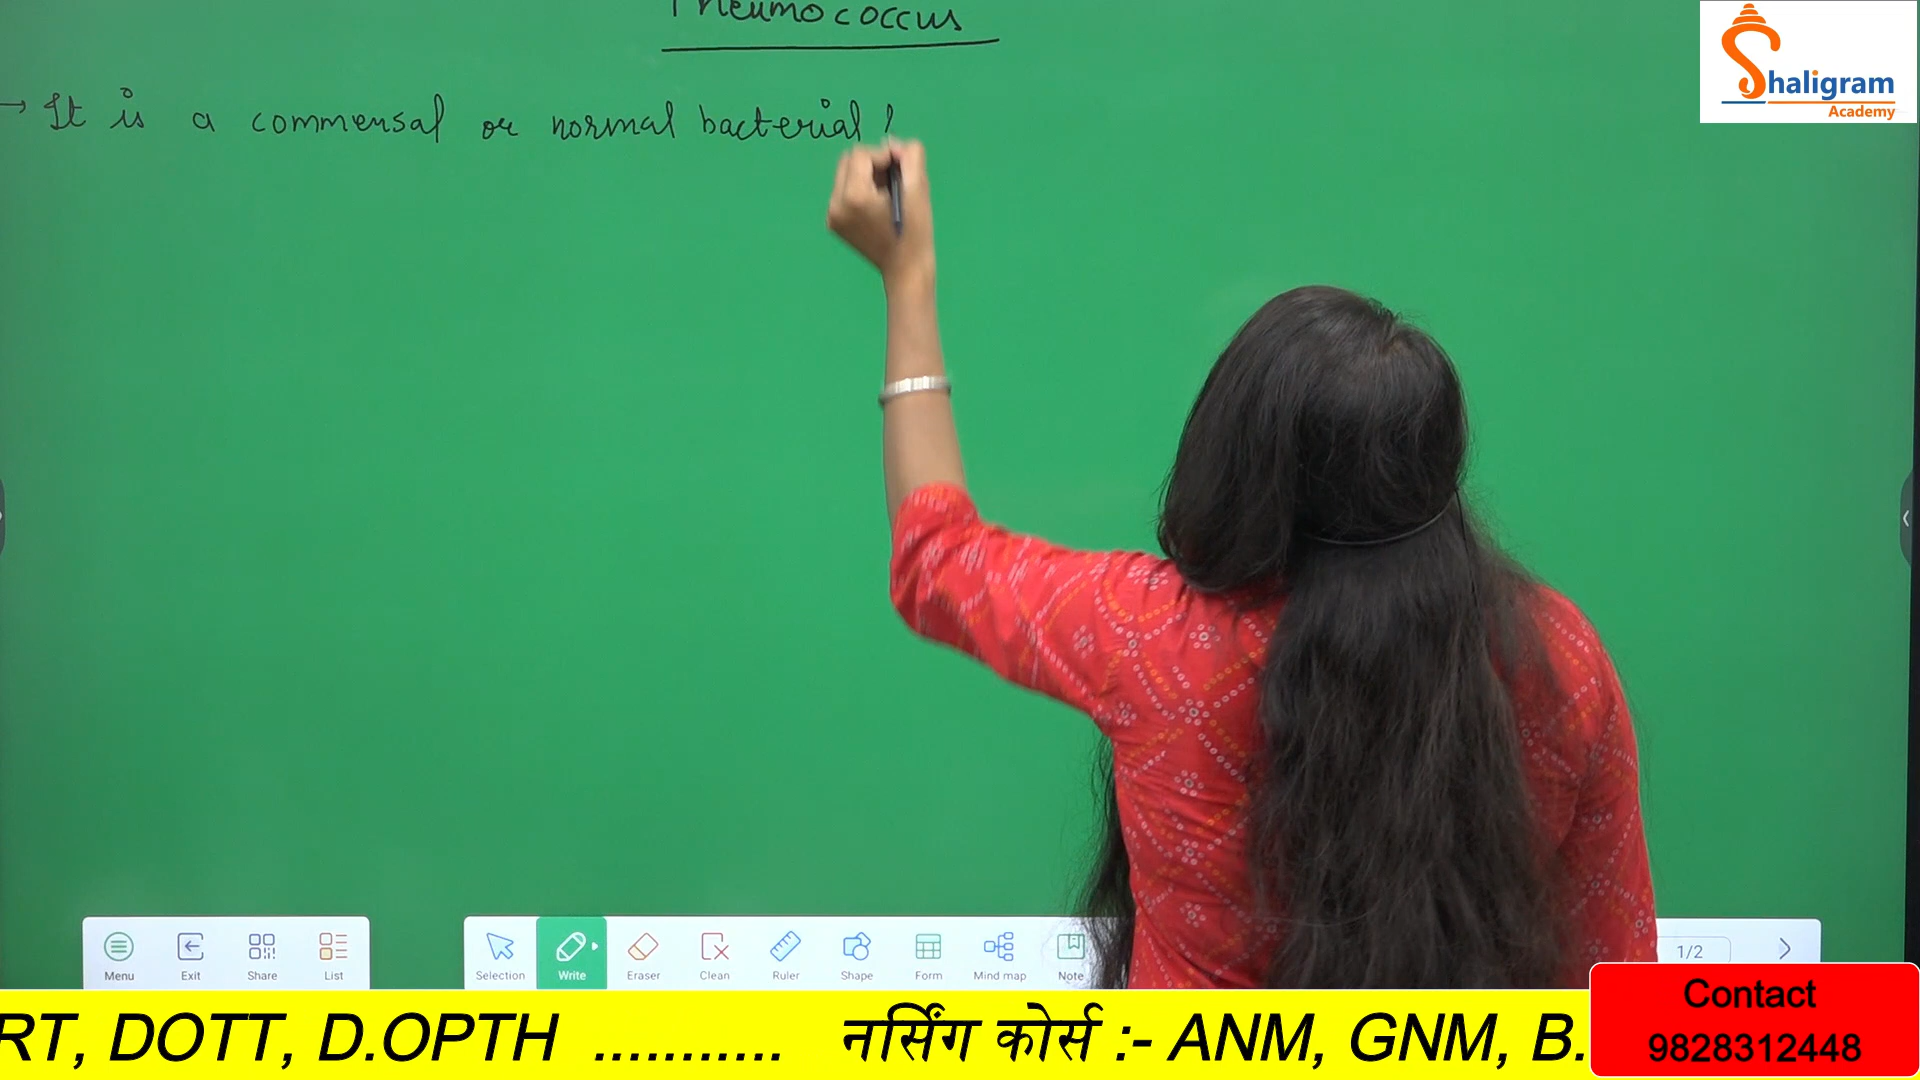 Pneumococcus
→ It is a commensal or normal bacterial
Shaligram
Academy
Menu
Exit
Share
List
Selection
Write
Eraser
Clean
Ruler
Shape
Form
Mind map
Note
1/2
RT, DOTT, D.OPTH ........... नर्सिंग कोर्स :- ANM, GNM, B.
Contact
9828312448